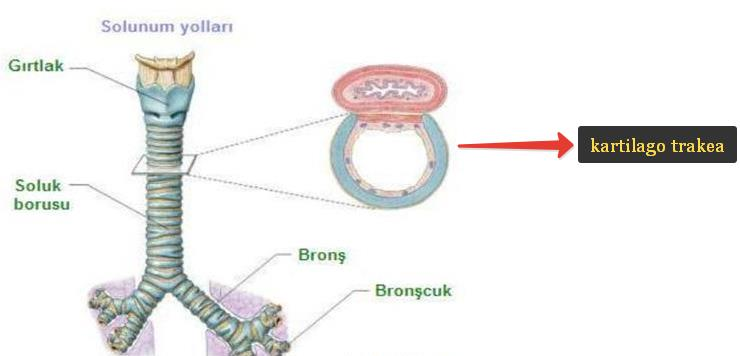 Solunum yolları
Gırtlak
kartilago trakea
Soluk
borusu
Bronş
Bronşcuk